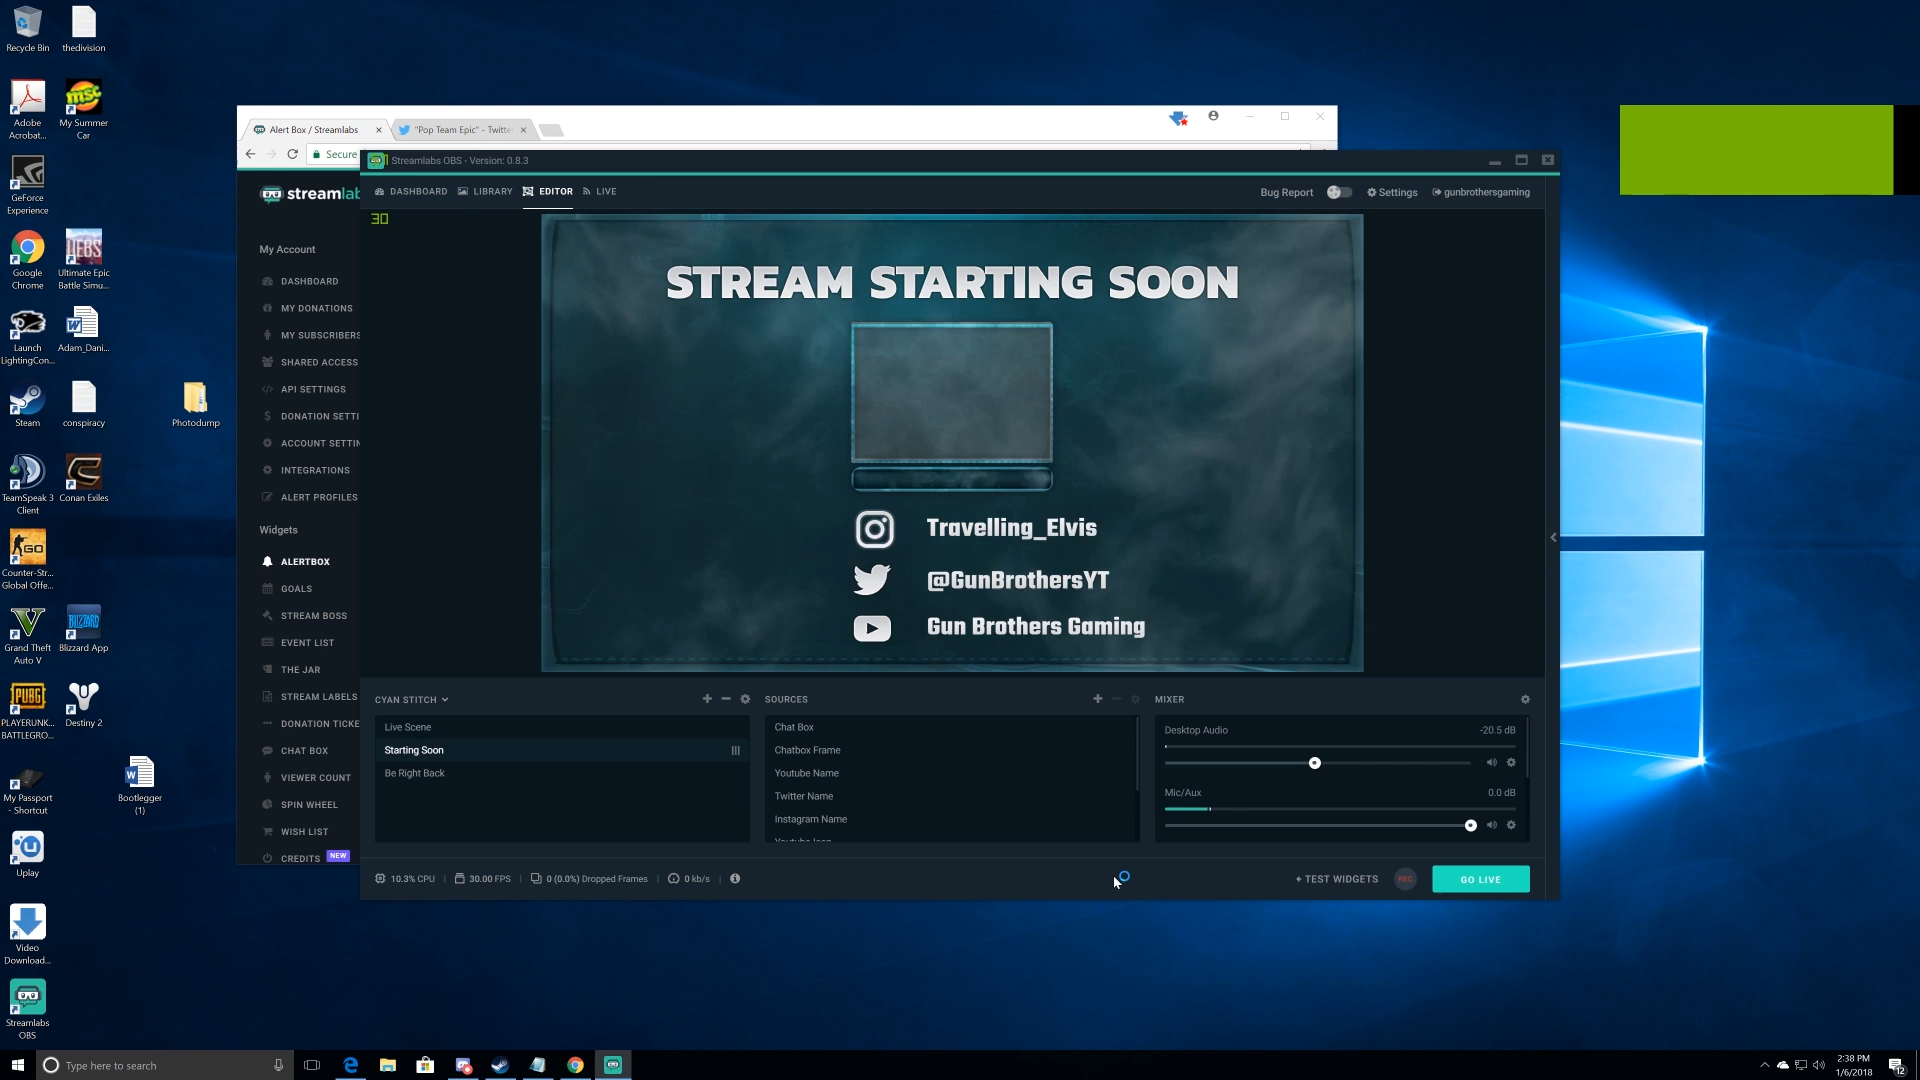 Recycle Bin
thedivision
Adobe
Acrobat...
msc
My Summer
Car
GeForce
Experience
Google
Chrome
UEBS
Ultimate Epic
Battle Simu...
Launch
LightingCon...
Adam_Dani...
Steam
conspiracy
Photodump
TeamSpeak 3
Client
Conan Exiles
GO
Counter-Str...
Global Offe...
Grand Theft
Auto V
BLIZZARD
Blizzard App
PUBG
PLAYERUNK...
BATTLEGRO...
Destiny 2
My Passport
- Shortcut
Bootlegger
(1)
Uplay
Video
Download...
Streamlabs
OBS
Alert Box / Streamlabs
"Pop Team Epic" - Twitte
Secure
streamlab
My Account
DASHBOARD
MY DONATIONS
MY SUBSCRIBERS
SHARED ACCESS
API SETTINGS
DONATION SETTI
ACCOUNT SETTIN
INTEGRATIONS
ALERT PROFILES
Widgets
ALERTBOX
GOALS
STREAM BOSS
EVENT LIST
THE JAR
STREAM LABELS
DONATION TICKE
CHAT BOX
VIEWER COUNT
SPIN WHEEL
WISH LIST
CREDITS NEW
Streamlabs OBS - Version: 0.8.3
DASHBOARD LIBRARY EDITOR LIVE
Bug Report Settings gunbrothersgaming
30
STREAM STARTING SOON
Travelling_Elvis
@GunBrothersYT
Gun Brothers Gaming
CYAN STITCH
Live Scene
Starting Soon
Be Right Back
SOURCES
Chat Box
Chatbox Frame
Youtube Name
Twitter Name
Instagram Name
Youtube Icon
MIXER
Desktop Audio -20.5 dB
Mic/Aux 0.0 dB
10.3% CPU 30.00 FPS 0 (0.0%) Dropped Frames 0 kb/s
+ TEST WIDGETS REC GO LIVE
Type here to search
2:38 PM
1/6/2018
12